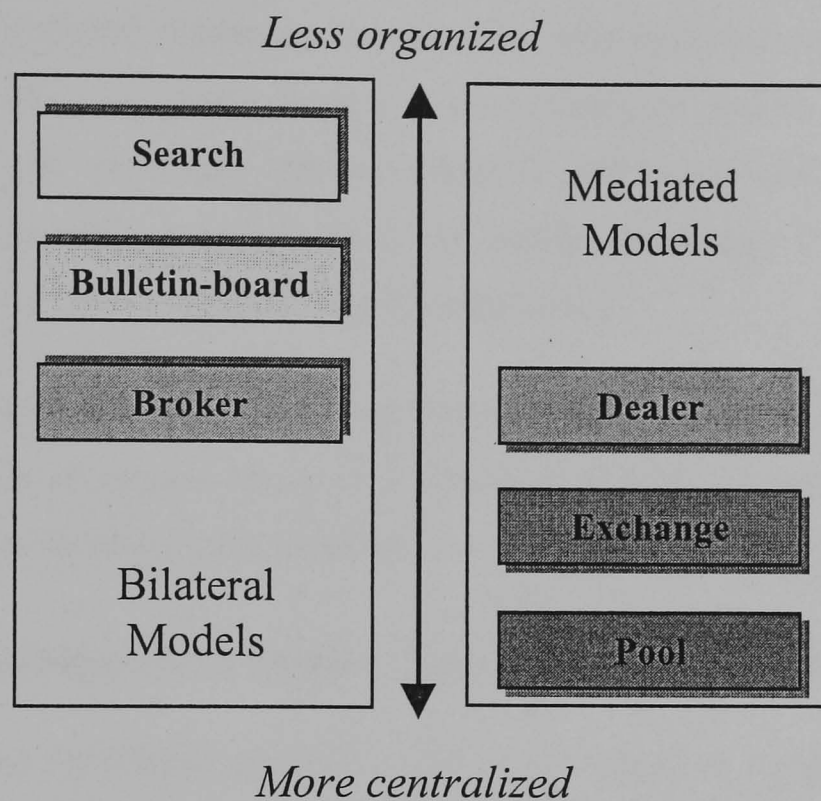 Less organized
Search
Bulletin-board
Broker
Bilateral
Models
Mediated
Models
Dealer
Exchange
Pool
More centralized